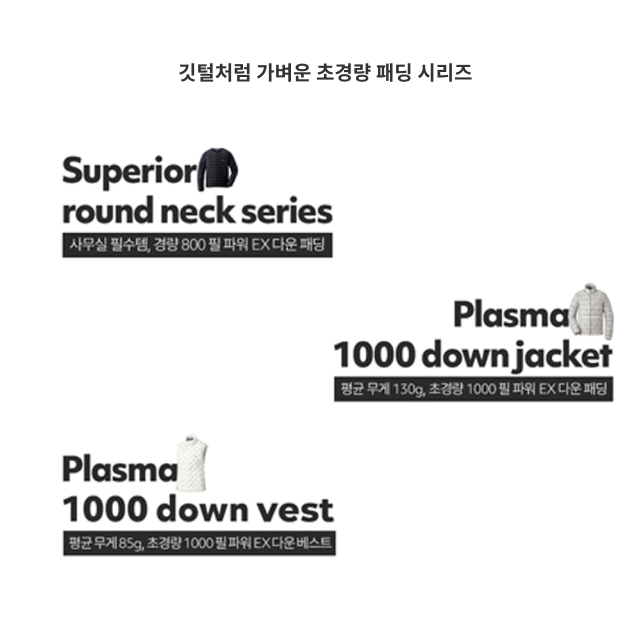 깃털처럼 가벼운 초경량 패딩 시리즈
Superior
round neck series
사무실 필수템, 경량 800 필 파워 EX 다운 패딩
Plasma
1000 down jacket
평균 무게 130g, 초경량 1000 필 파워 EX 다운 패딩
Plasma
1000 down vest
평균 무게 85g, 초경량 1000 필 파워 EX 다운 베스트